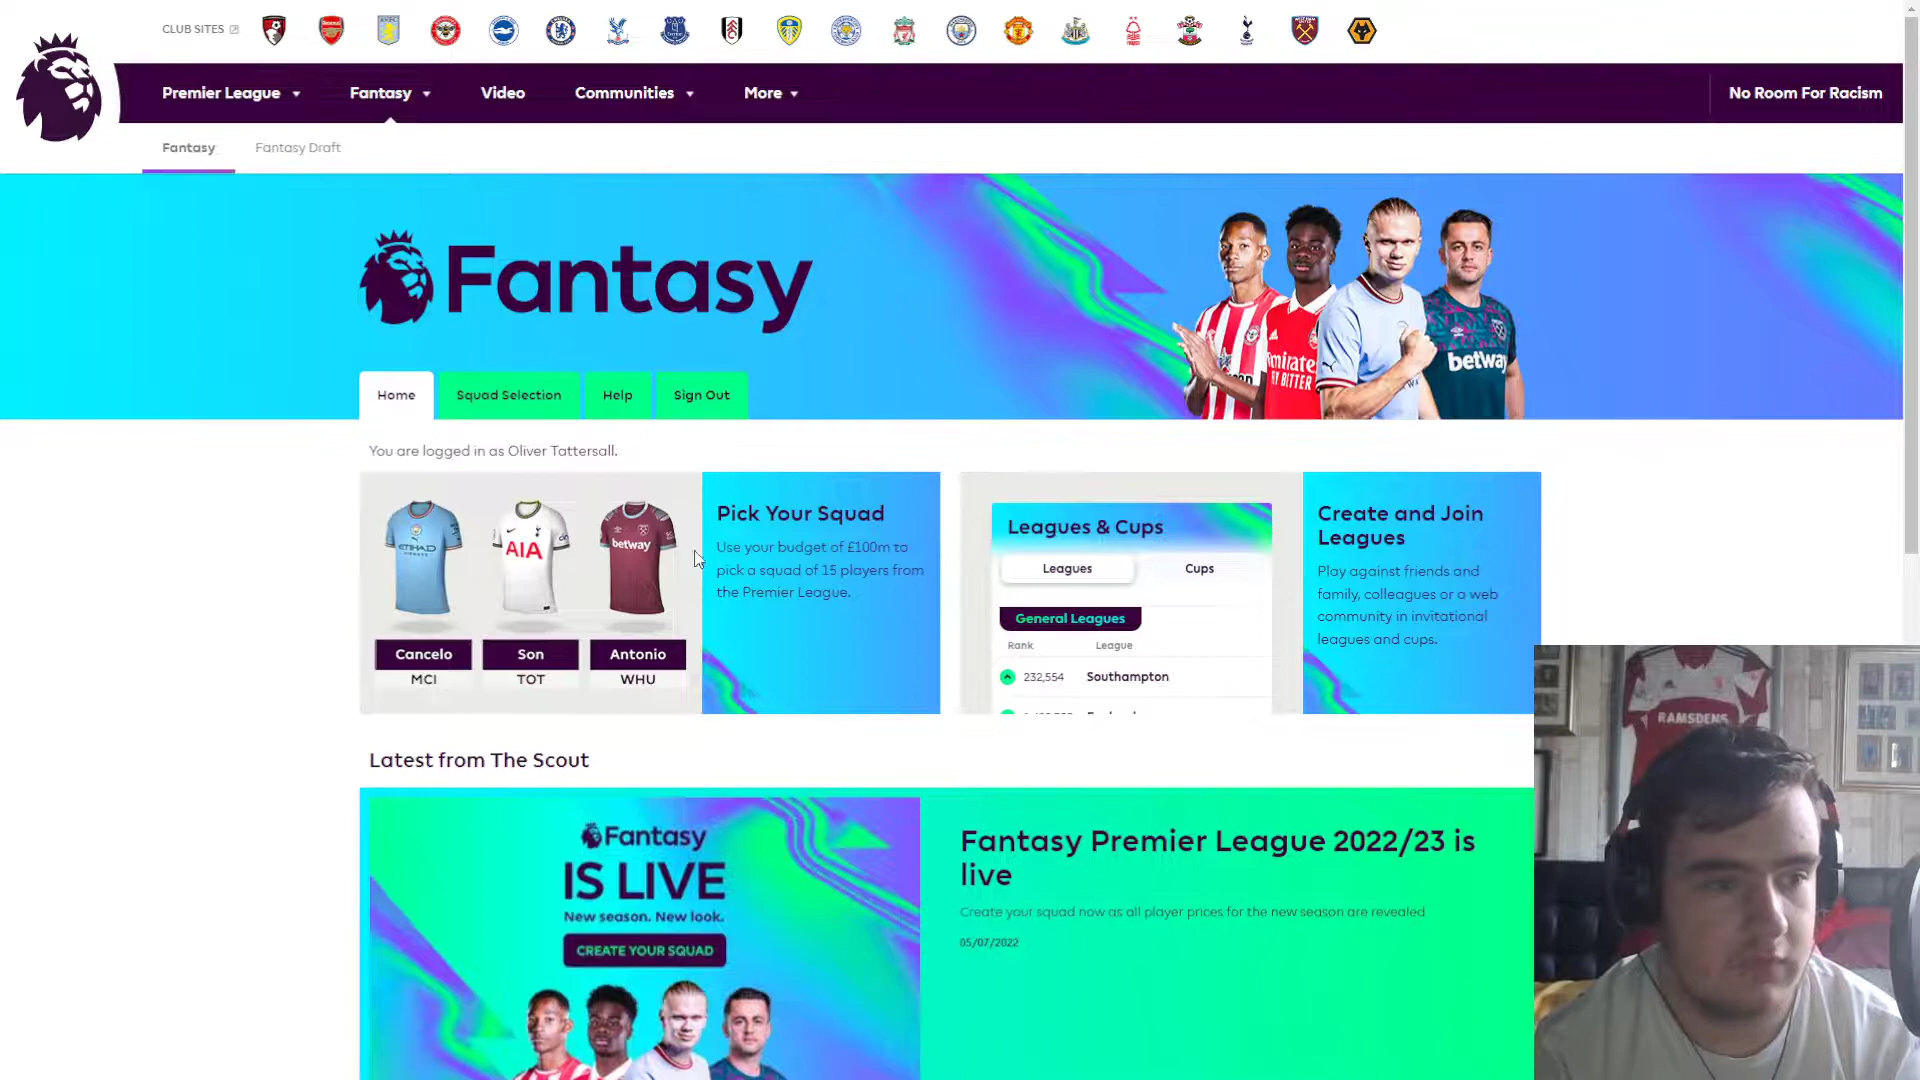 CLUB SITES
Premier League
Fantasy
Video
Communities
More
No Room For Racism
Fantasy
Fantasy Draft
Fantasy
Home
Squad Selection
Help
Sign Out
You are logged in as Oliver Tattersall.
ETIHAD
AIA
betway
Cancelo
MCI
Son
TOT
Antonio
WHU
Pick Your Squad
Use your budget of £100m to
pick a squad of 15 players from
the Premier League.
Leagues & Cups
Leagues
Cups
General Leagues
Rank
League
232,554
Southampton
Create and Join
Leagues
Play against friends and
family, colleagues or a web
community in invitational
leagues and cups.
betway
RAMSDENS
Latest from The Scout
Fantasy
IS LIVE
New season. New look.
CREATE YOUR SQUAD
Fantasy Premier League 2022/23 is
live
Create your squad now as all player prices for the new season are revealed
05/07/2022